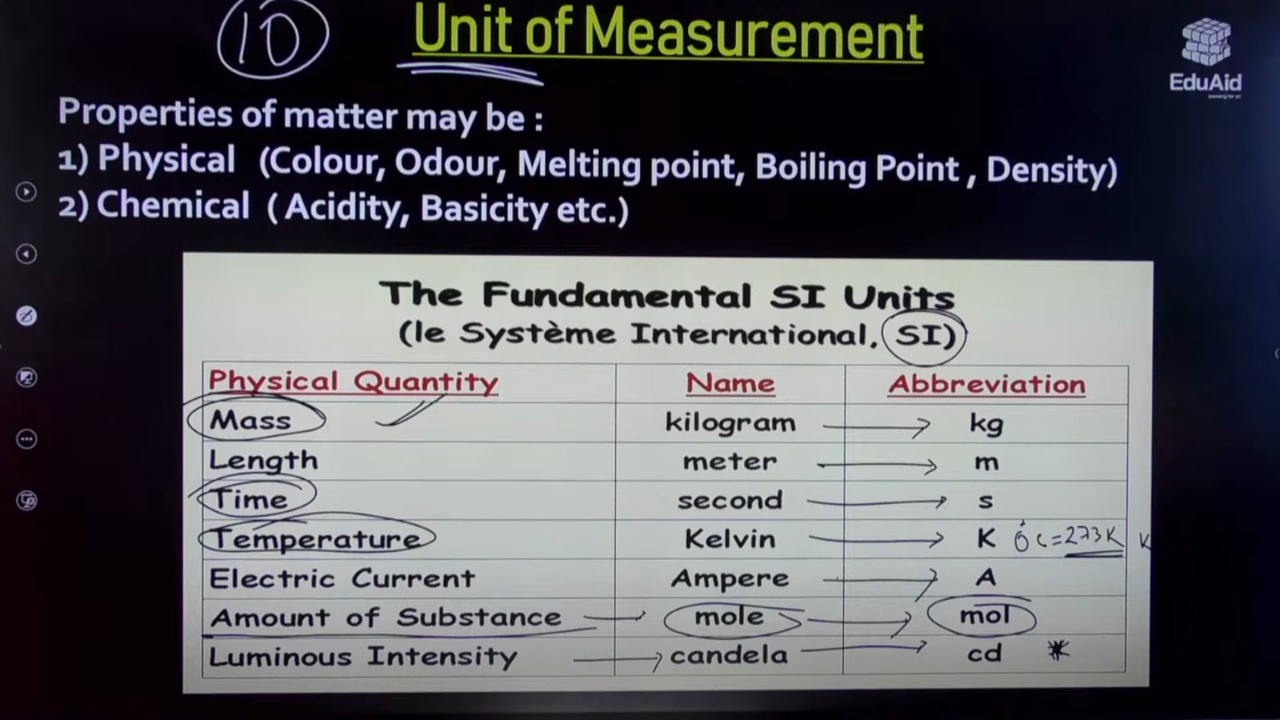 10
Unit of Measurement
EduAid
Properties of matter may be :
1) Physical (Colour, Odour, Melting point, Boiling Point , Density)
2) Chemical ( Acidity, Basicity etc.)
The Fundamental SI Units
(le Système International, SI)
Physical Quantity Name Abbreviation
Mass kilogram kg
Length meter m
Time second s
Temperature Kelvin K 0°C=273K K
Electric Current Ampere A
Amount of Substance mole mol
Luminous Intensity candela cd *